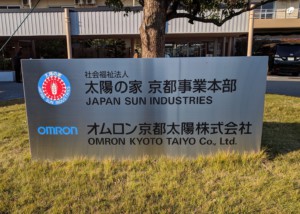 社会福祉法人
太陽の家 京都事業本部
JAPAN SUN INDUSTRIES
OMRON オムロン京都太陽株式会社
OMRON KYOTO TAIYO Co., Ltd.